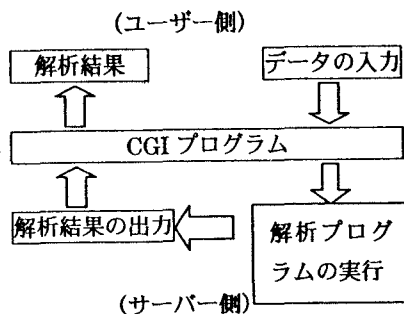 (ユーザー側)
解析結果
データの入力
CGI プログラム
解析結果の出力
解析プログ
ラムの実行
(サーバー側)